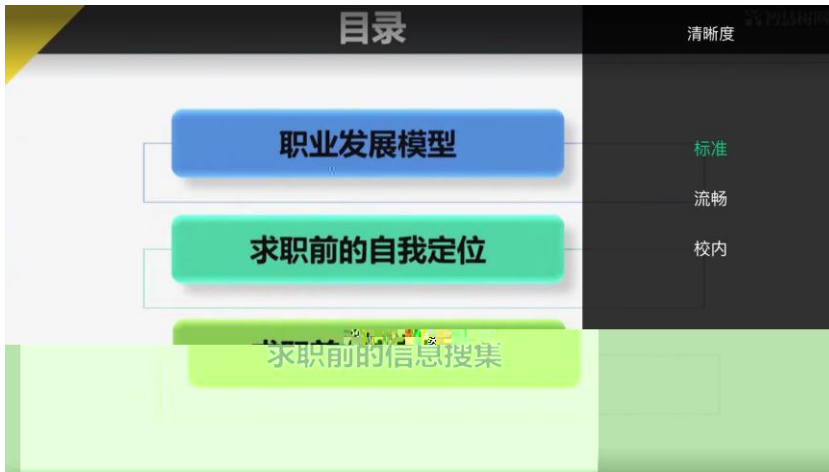 目录
清晰度
职业发展模型
标准
流畅
求职前的自我定位
校内
求职前的信息搜集